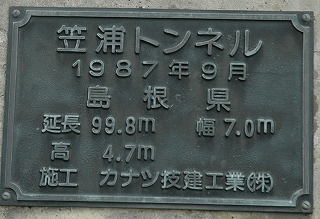 笠浦トンネル
1987年9月
島根県
延長 99.8m 幅 7.0m
高 4.7m
施工 カナツ技建工業㈱